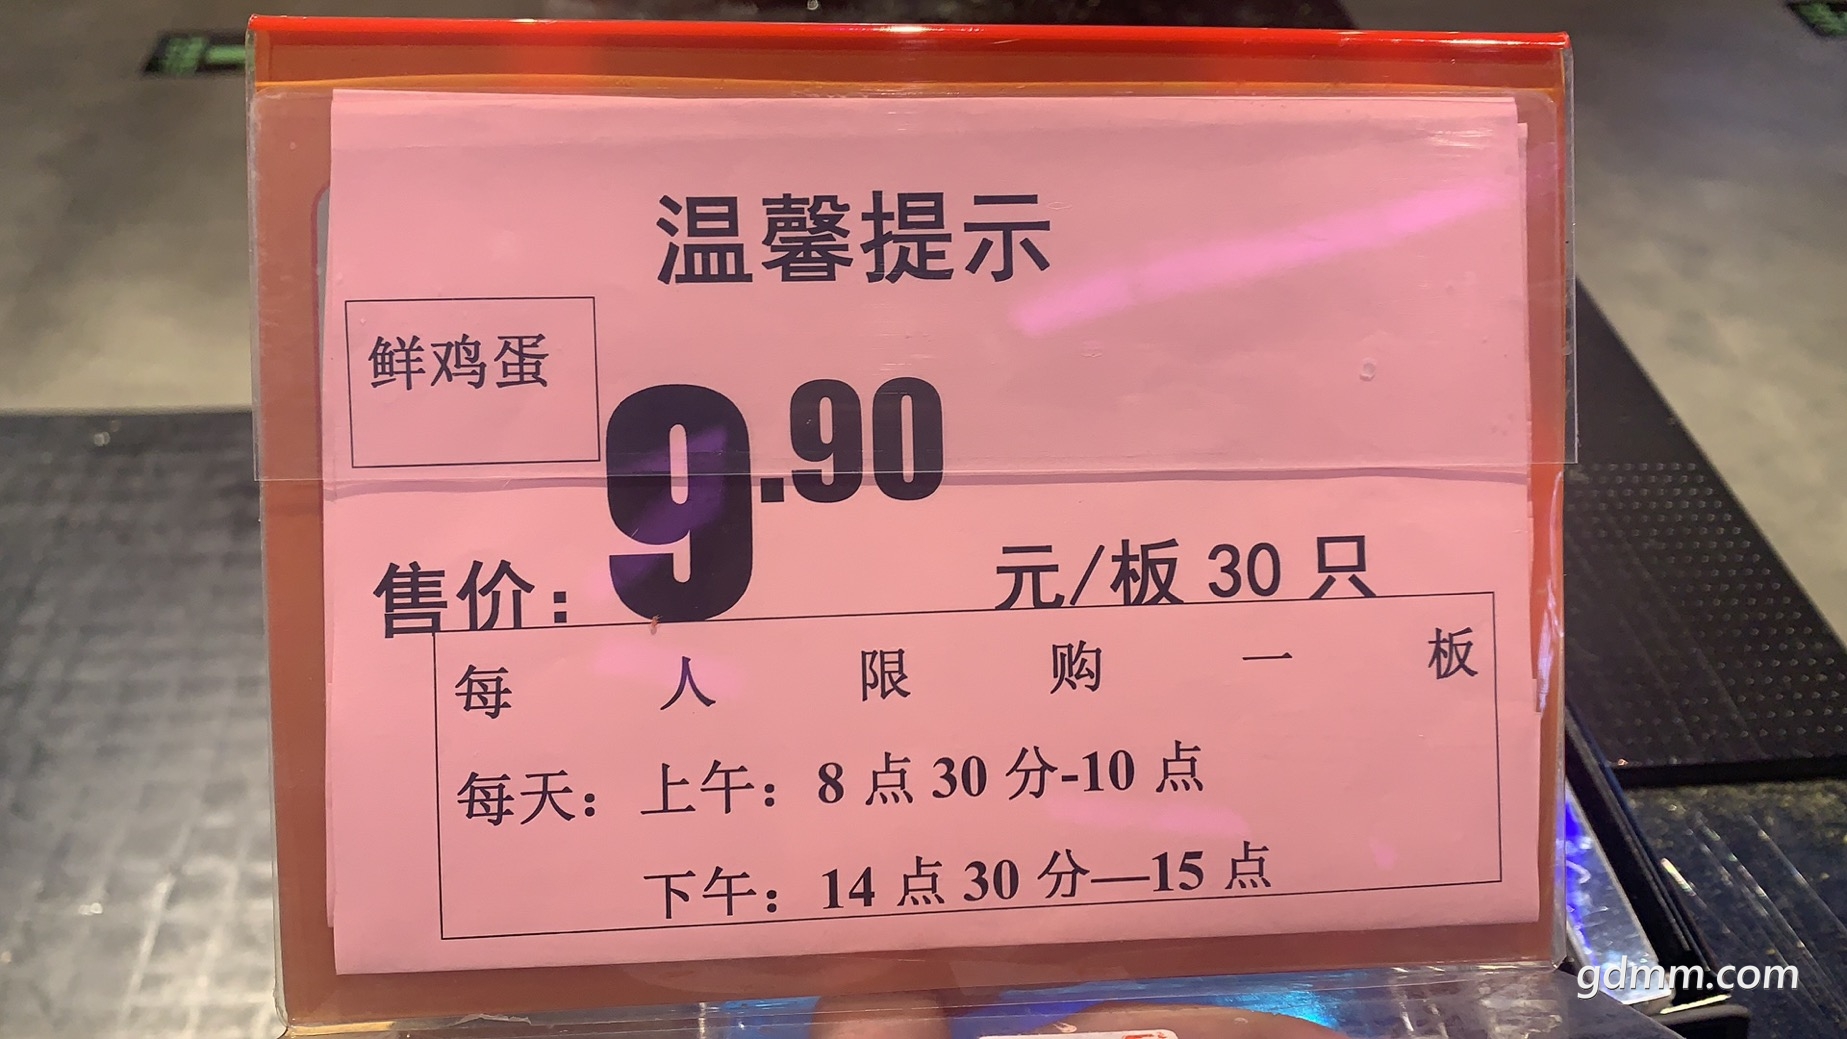 温馨提示
鲜鸡蛋
9.90
售价：
元/板 30 只
每人限购一板
每天：上午：8 点 30 分-10 点
下午：14 点 30 分—15 点
gdmm.com